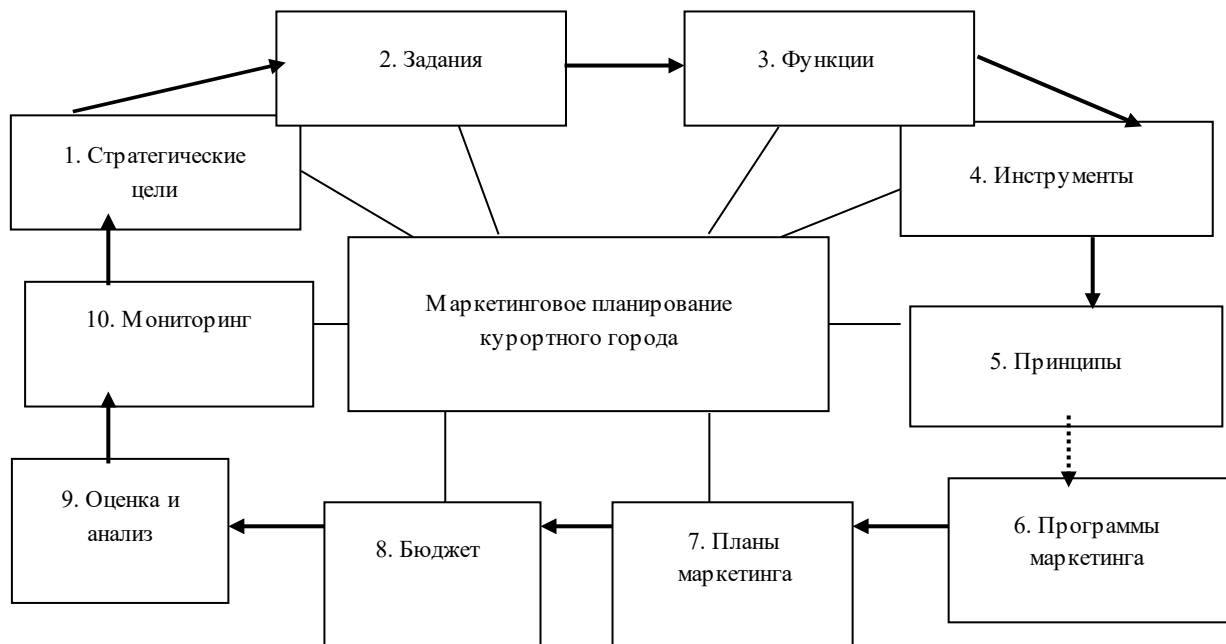 2. Задания
3. Функции
1. Стратегические
цели
4. Инструменты
Маркетинговое планирование
курортного города
10. Мониторинг
5. Принципы
9. Оценка и
анализ
8. Бюджет
7. Планы
маркетинга
6. Программы
маркетинга